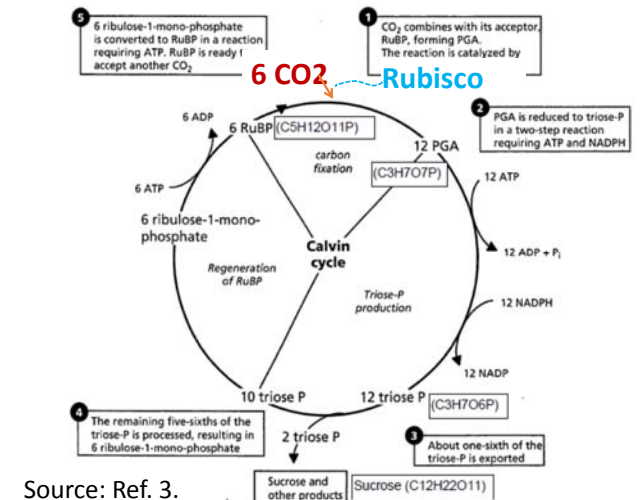 5
6 ribulose-1-mono-phosphate
is converted to RuBP in a reaction
requiring ATP. RuBP is ready
accept another CO2
1
CO2 combines with its acceptor,
RuBP, forming PGA.
The reaction is catalyzed by
6 CO2
Rubisco
2
PGA is reduced to triose-P
in a two-step reaction
requiring ATP and NADPH
6 ADP
6 RuBP
(C5H12O11P)
12 PGA
(C3H7O7P)
carbon
fixation
6 ATP
12 ATP
6 ribulose-1-mono-
phosphate
Calvin
cycle
12 ADP + Pi
Regeneration
of RuBP
Triose-P
production
12 NADPH
12 NADP
10 triose P
12 triose P
(C3H7O6P)
4
The remaining five-sixths of the
triose-P is processed, resulting in
6 ribulose-1-mono-phosphate
2 triose P
3
About one-sixth of the
triose-P is exported
Sucrose and
other products
Sucrose (C12H22O11)
Source: Ref. 3.